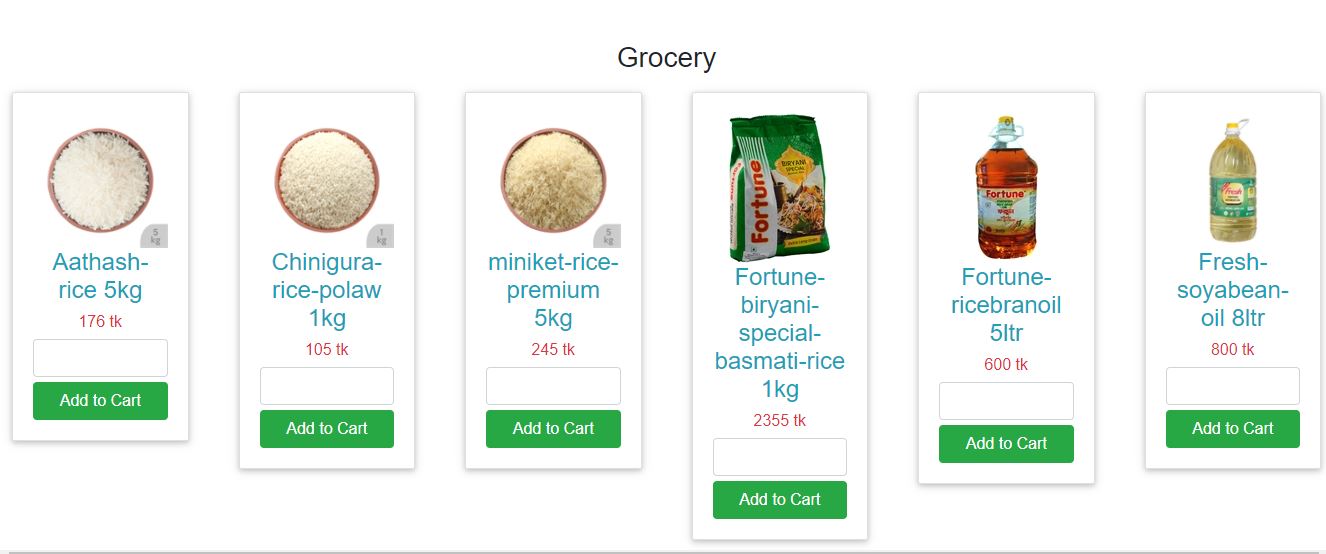 Grocery
5
kg
Aathash-
rice 5kg
176 tk
Add to Cart
1
kg
Chinigura-
rice-polaw
1kg
105 tk
Add to Cart
5
kg
miniket-rice-
premium
5kg
245 tk
Add to Cart
Fortune
BIRYANI
SPECIAL
Fortune
Fortune-
biryani-
special-
basmati-rice
1kg
2355 tk
Add to Cart
Fortune
Fortune-
ricebranoil
5ltr
600 tk
Add to Cart
Fresh
Fresh-
soyabean-
oil 8ltr
800 tk
Add to Cart